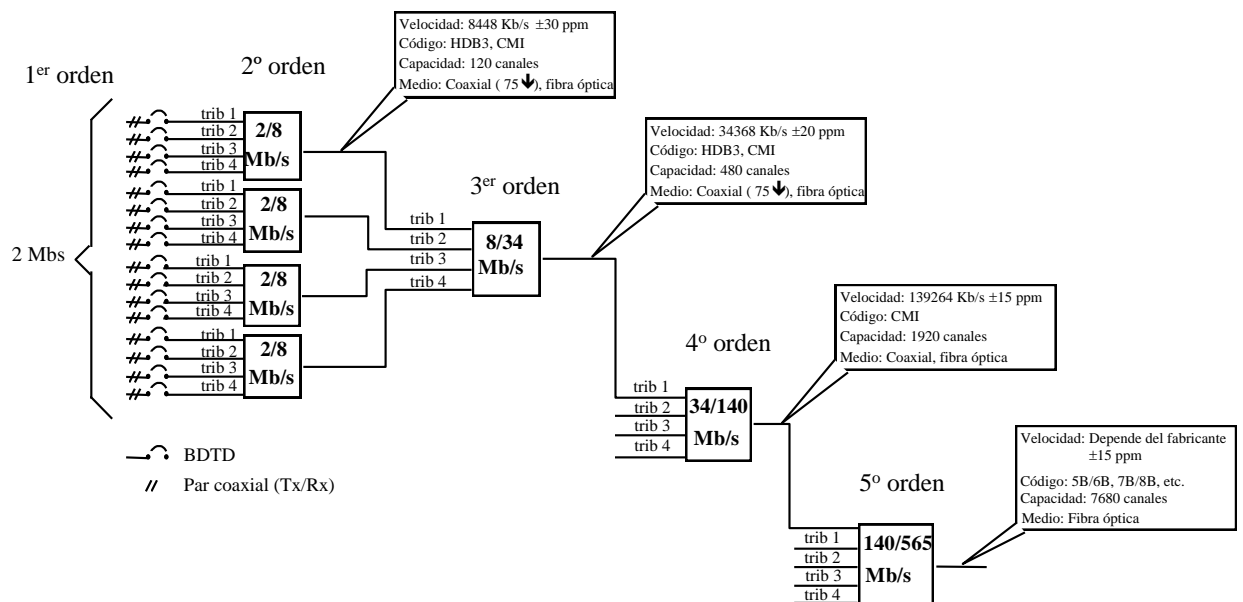 1er orden
2º orden
Velocidad: 8448 Kb/s ±30 ppm
Código: HDB3, CMI
Capacidad: 120 canales
Medio: Coaxial ( 75🡻), fibra óptica
trib 1
trib 2
trib 3
trib 4
2/8
Mb/s
trib 1
trib 2
trib 3
trib 4
2/8
Mb/s
2 Mbs
trib 1
trib 2
trib 3
trib 4
2/8
Mb/s
trib 1
trib 2
trib 3
trib 4
2/8
Mb/s
3er orden
Velocidad: 34368 Kb/s ±20 ppm
Código: HDB3, CMI
Capacidad: 480 canales
Medio: Coaxial ( 75🡻), fibra óptica
trib 1
trib 2
trib 3
trib 4
8/34
Mb/s
4º orden
Velocidad: 139264 Kb/s ±15 ppm
Código: CMI
Capacidad: 1920 canales
Medio: Coaxial, fibra óptica
trib 1
trib 2
trib 3
trib 4
34/140
Mb/s
BDTD
Par coaxial (Tx/Rx)
5º orden
Velocidad: Depende del fabricante
±15 ppm
Código: 5B/6B, 7B/8B, etc.
Capacidad: 7680 canales
Medio: Fibra óptica
trib 1
trib 2
trib 3
trib 4
140/565
Mb/s